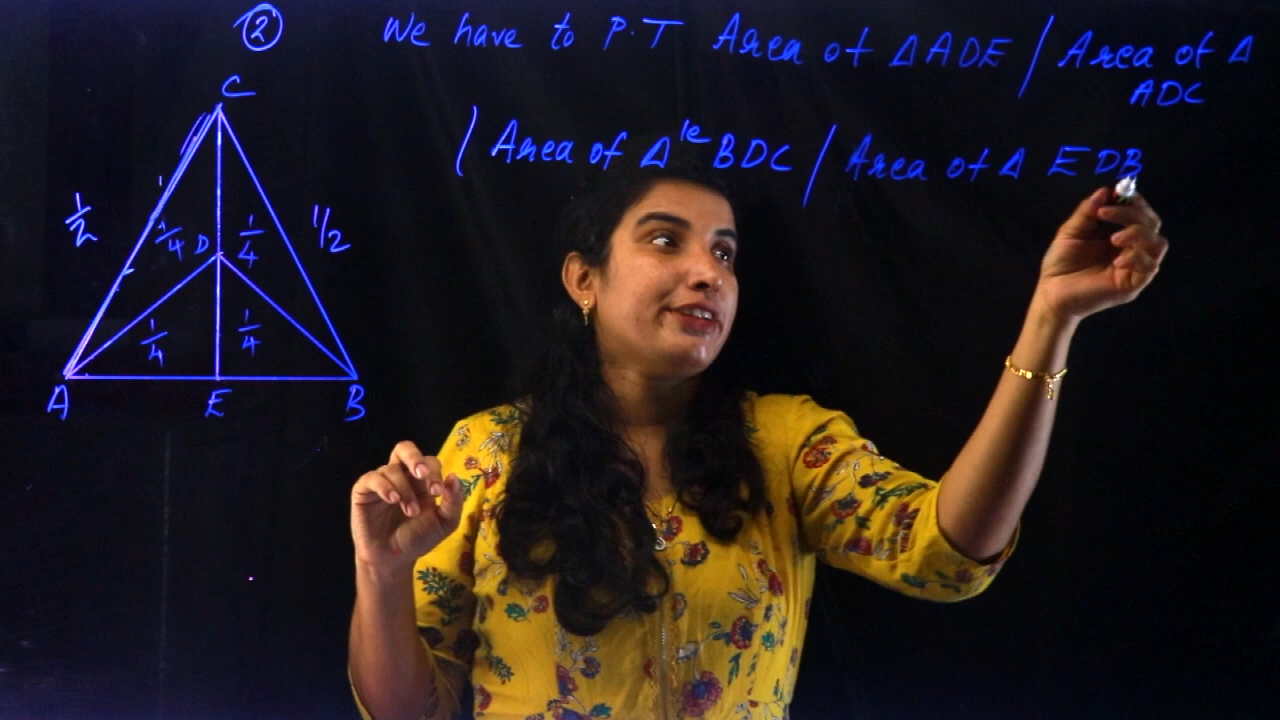 ②
We have to P.T Area of ΔADE / Area of Δ
ADC
/ Area of Δle BDC / Area of Δ EDB
C
1/2
1/4
D
1/4
1/2
1/4
1/4
A
E
B